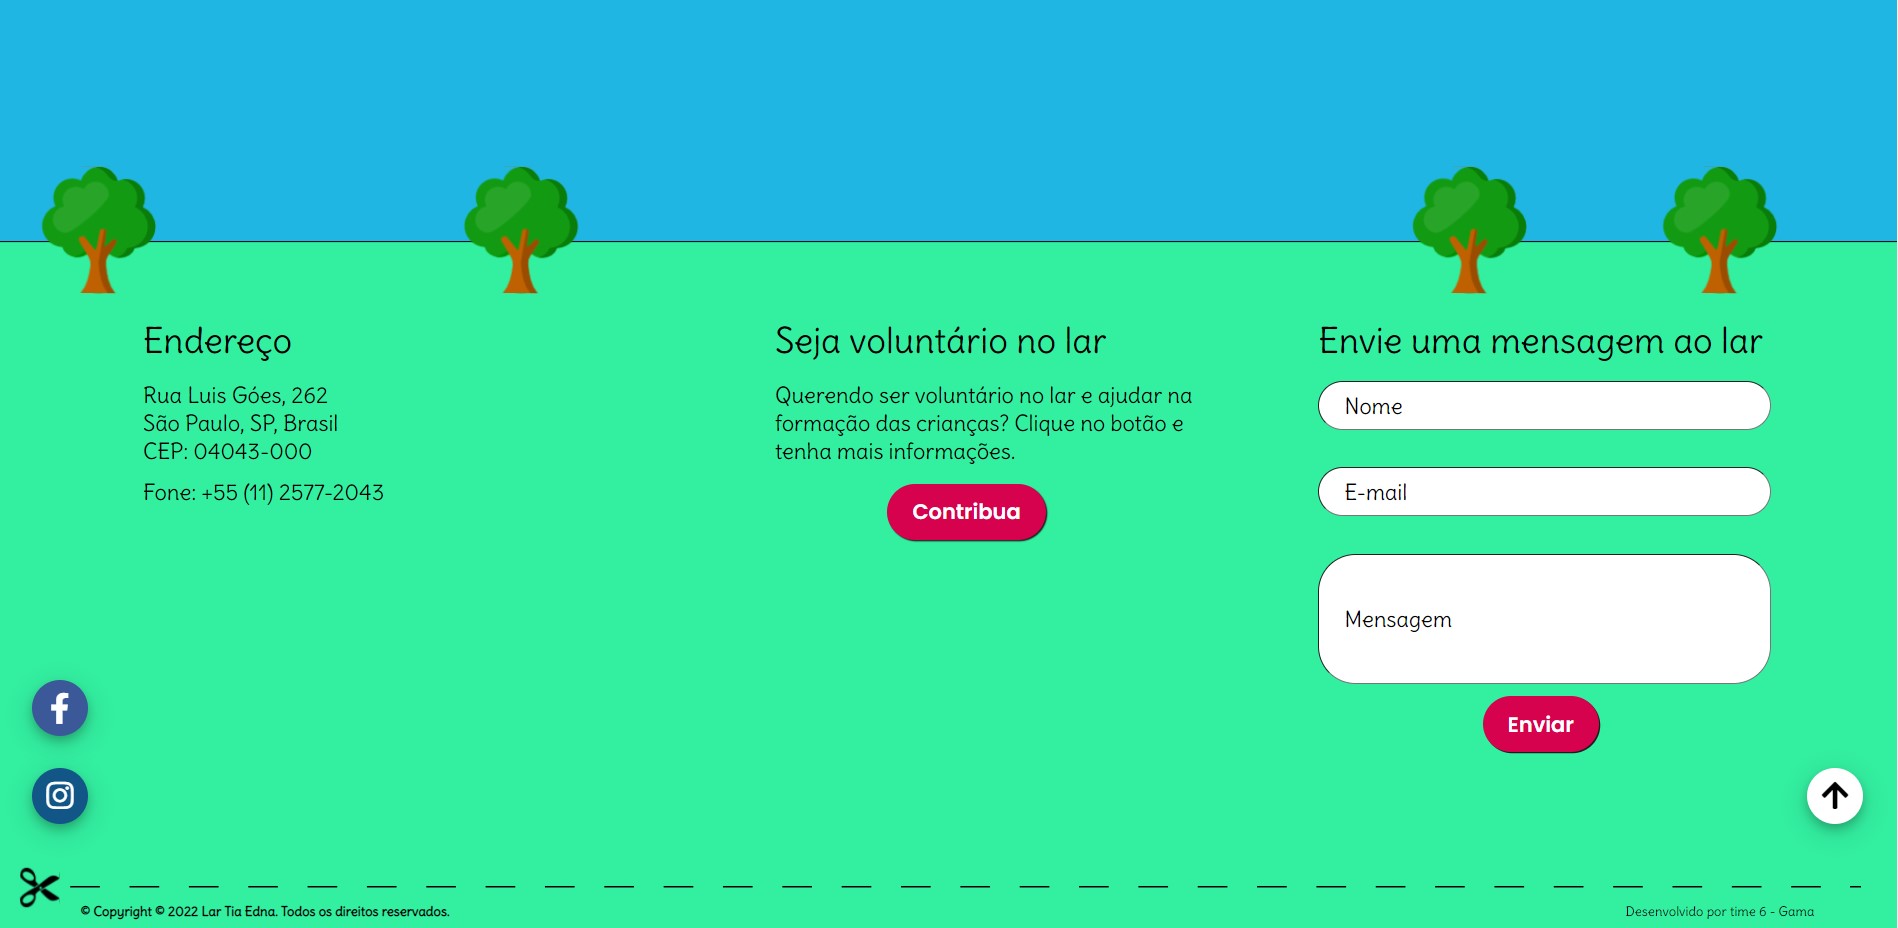 Endereço
Rua Luis Góes, 262
São Paulo, SP, Brasil
CEP: 04043-000
Fone: +55 (11) 2577-2043
Seja voluntário no lar
Querendo ser voluntário no lar e ajudar na
formação das crianças? Clique no botão e
tenha mais informações.
Contribua
Envie uma mensagem ao lar
Nome
E-mail
Mensagem
Enviar
© Copyright © 2022 Lar Tia Edna. Todos os direitos reservados.
Desenvolvido por time 6 - Gama